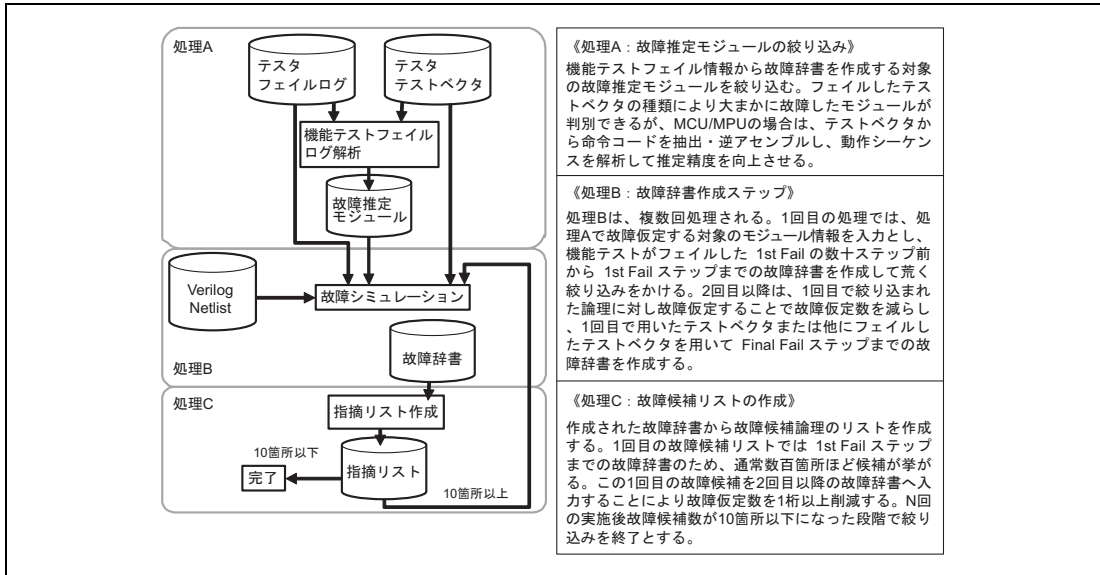 処理A
テスタ
フェイルログ
テスタ
テストベクタ
機能テストフェイル
ログ解析
故障推定
モジュール
Verilog
Netlist
故障シミュレーション
故障辞書
処理B
処理C
指摘リスト作成
10箇所以下
完了
指摘リスト
10箇所以上
《処理A：故障推定モジュールの絞り込み》
機能テストフェイル情報から故障辞書を作成する対象
の故障推定モジュールを絞り込む。フェイルしたテス
トベクタの種類により大まかに故障したモジュールが
判別できるが、MCU/MPUの場合は、テストベクタか
ら命令コードを抽出・逆アセンブルし、動作シーケン
スを解析して推定精度を向上させる。
《処理B：故障辞書作成ステップ》
処理Bは、複数回処理される。1回目の処理では、処
理Aで故障仮定する対象のモジュール情報を入力とし、
機能テストがフェイルした 1st Fail の数十ステップ前
から 1st Fail ステップまでの故障辞書を作成して荒く
絞り込みをかける。2回目以降は、1回目で絞り込まれ
た論理に対し故障仮定することで故障仮定数を減らし
、1回目で用いたテストベクタまたは他にフェイルし
たテストベクタを用いて Final Fail ステップまでの故
障辞書を作成する。
《処理C：故障候補リストの作成》
作成された故障辞書から故障候補論理のリストを作成
する。1回目の故障候補リストでは 1st Fail ステップ
までの故障辞書のため、通常数百箇所ほど候補が挙が
る。この1回目の故障候補を2回目以降の故障辞書へ入
力することにより故障仮定数を1桁以上削減する。N回
の実施後故障候補数が10箇所以下になった段階で絞り
込みを終了とする。